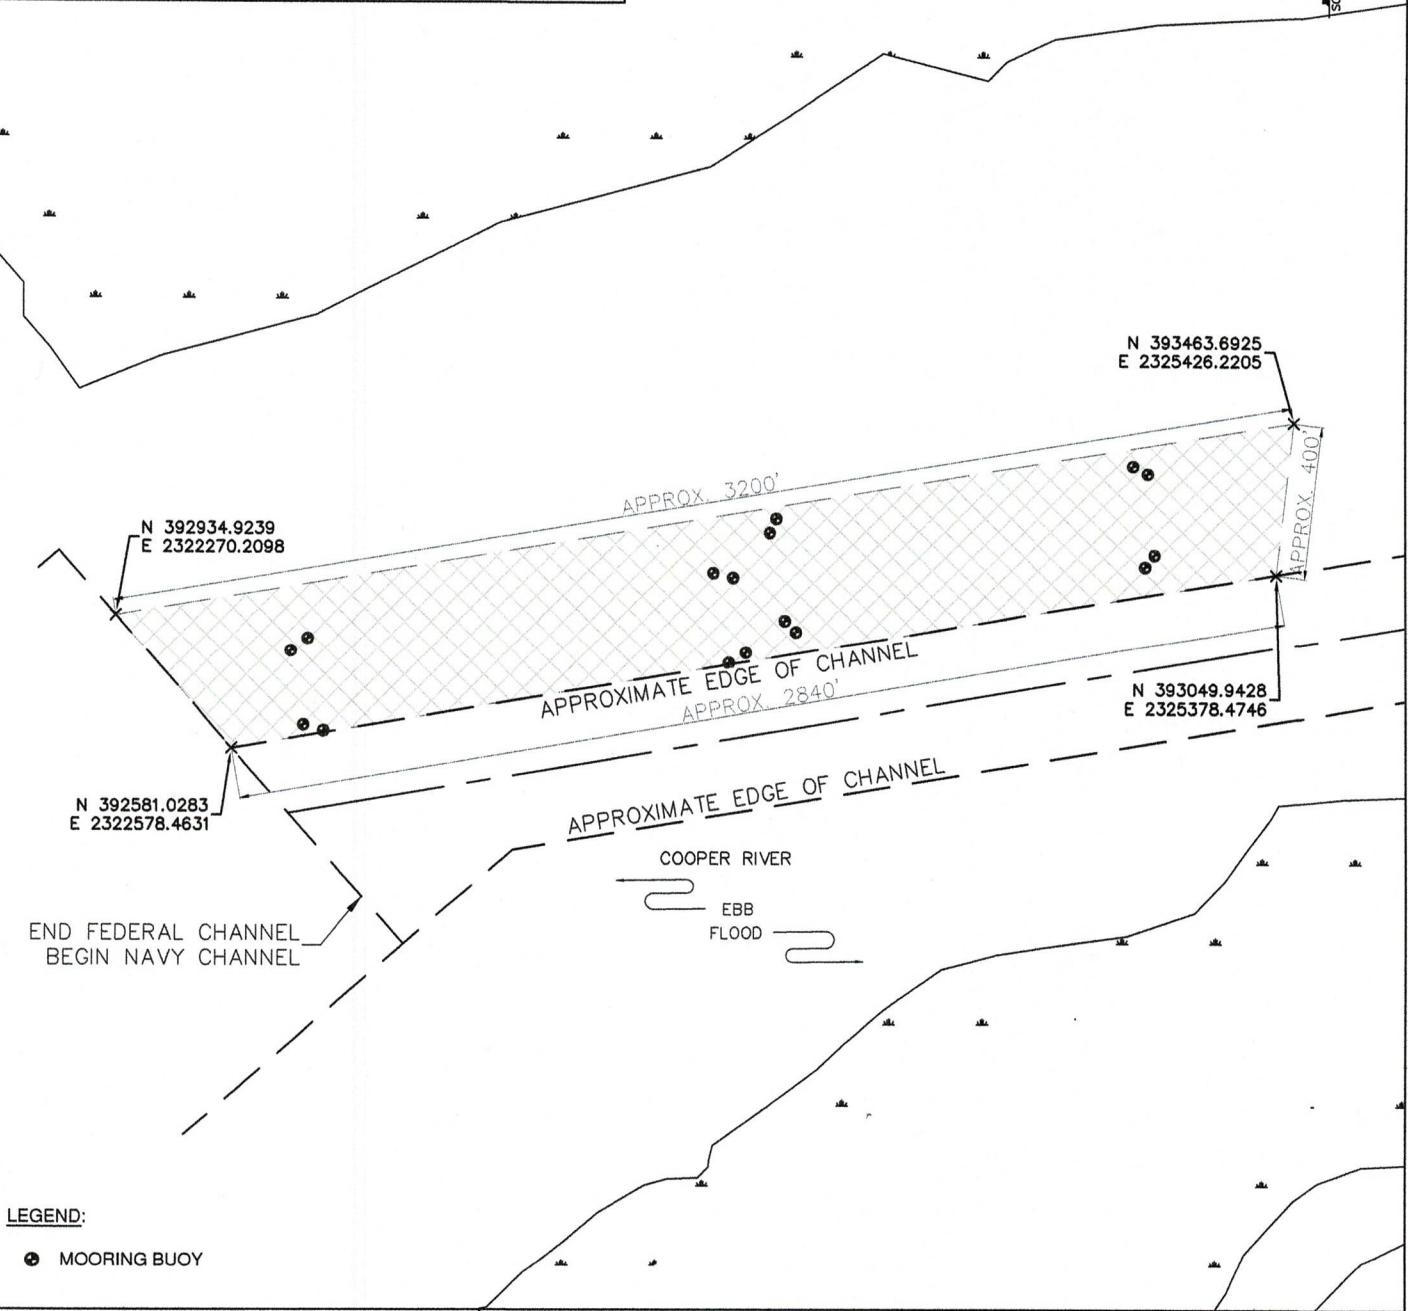 N 393463.6925
E 2325426.2205
APPROX. 400'
APPROX. 3200'
N 392934.9239
E 2322270.2098
APPROXIMATE EDGE OF CHANNEL
APPROX. 2840'
N 393049.9428
E 2325378.4746
N 392581.0283
E 2322578.4631
APPROXIMATE EDGE OF CHANNEL
COOPER RIVER
EBB
FLOOD
END FEDERAL CHANNEL
BEGIN NAVY CHANNEL
LEGEND:
MOORING BUOY